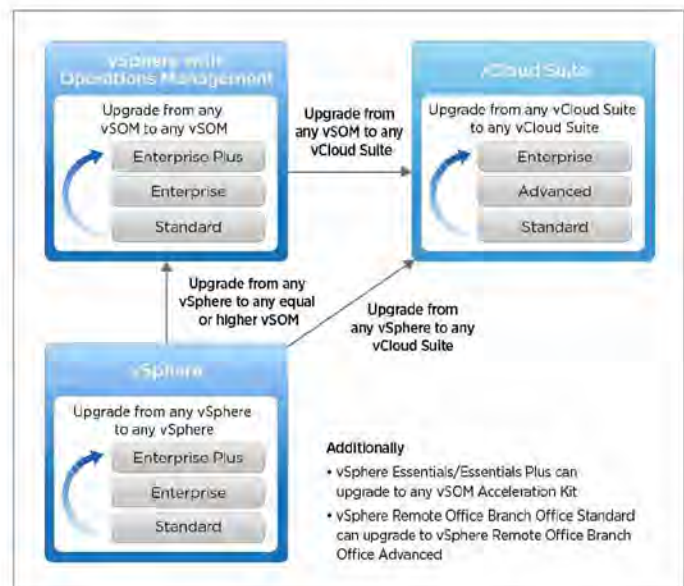 vSphere with
Operations Management
Upgrade from any
vSOM to any vSOM
Enterprise Plus
Enterprise
Standard
Upgrade from
any vSOM to any
vCloud Suite
vCloud Suite
Upgrade from any vCloud Suite
to any vCloud Suite
Enterprise
Advanced
Standard
Upgrade from any
vSphere to any equal
or higher vSOM
Upgrade from
any vSphere to any
vCloud Suite
vSphere
Upgrade from any vSphere
to any vSphere
Enterprise Plus
Enterprise
Standard
Additionally
• vSphere Essentials/Essentials Plus can
upgrade to any vSOM Acceleration Kit
• vSphere Remote Office Branch Office Standard
can upgrade to vSphere Remote Office Branch
Office Advanced